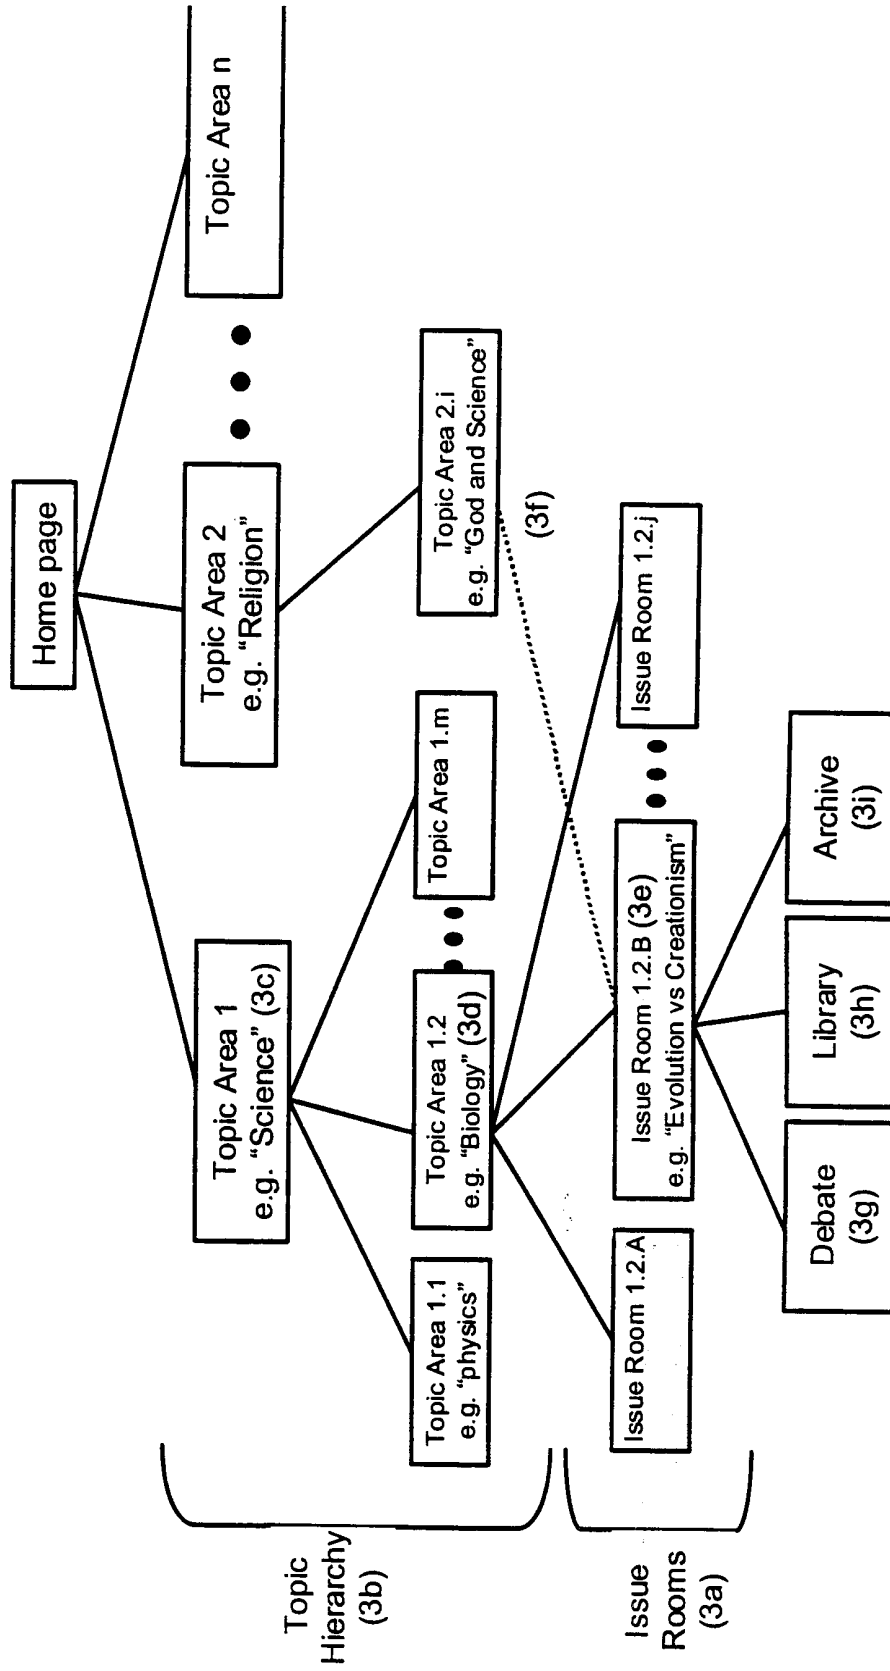 Home page
Topic Area 1
e.g. “Science” (3c)
Topic Area 2
e.g. “Religion”
Topic Area n
Topic
Hierarchy
(3b)
Topic Area 1.1
e.g. “physics”
Topic Area 1.2
e.g. “Biology” (3d)
Topic Area 1.m
Topic Area 2.i
e.g. “God and Science”
(3f)
Issue
Rooms
(3a)
Issue Room 1.2.A
Issue Room 1.2.B (3e)
e.g. “Evolution vs Creationism”
Issue Room 1.2.j
Debate
(3g)
Library
(3h)
Archive
(3i)